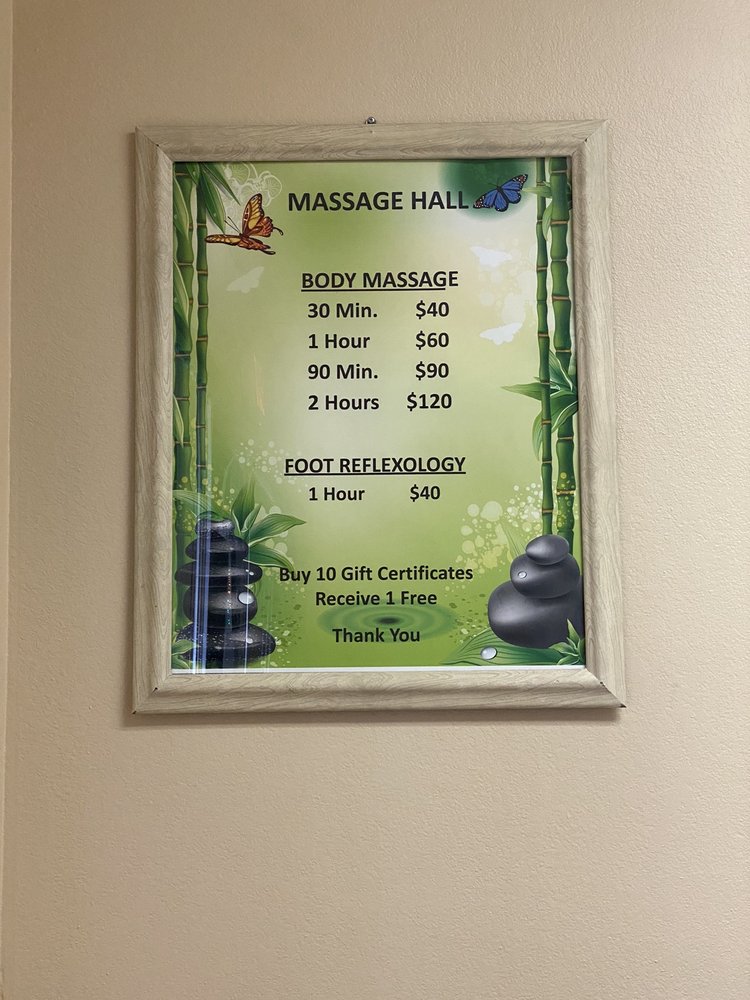 MASSAGE HALL
BODY MASSAGE
30 Min. $40
1 Hour $60
90 Min. $90
2 Hours $120
FOOT REFLEXOLOGY
1 Hour $40
Buy 10 Gift Certificates
Receive 1 Free
Thank You